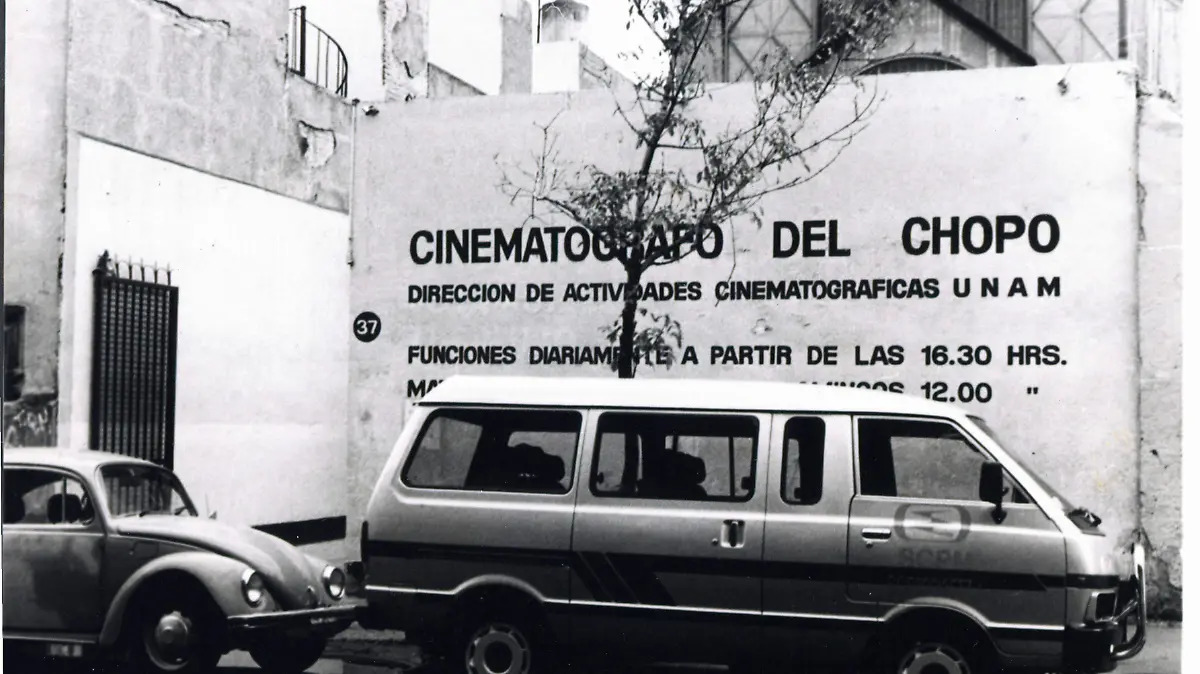 CINEMATOGRAFO DEL CHOPO
DIRECCION DE ACTIVIDADES CINEMATOGRAFICAS U N A M
37
FUNCIONES DIARIAMENTE A PARTIR DE LAS 16.30 HRS.
12.00 "